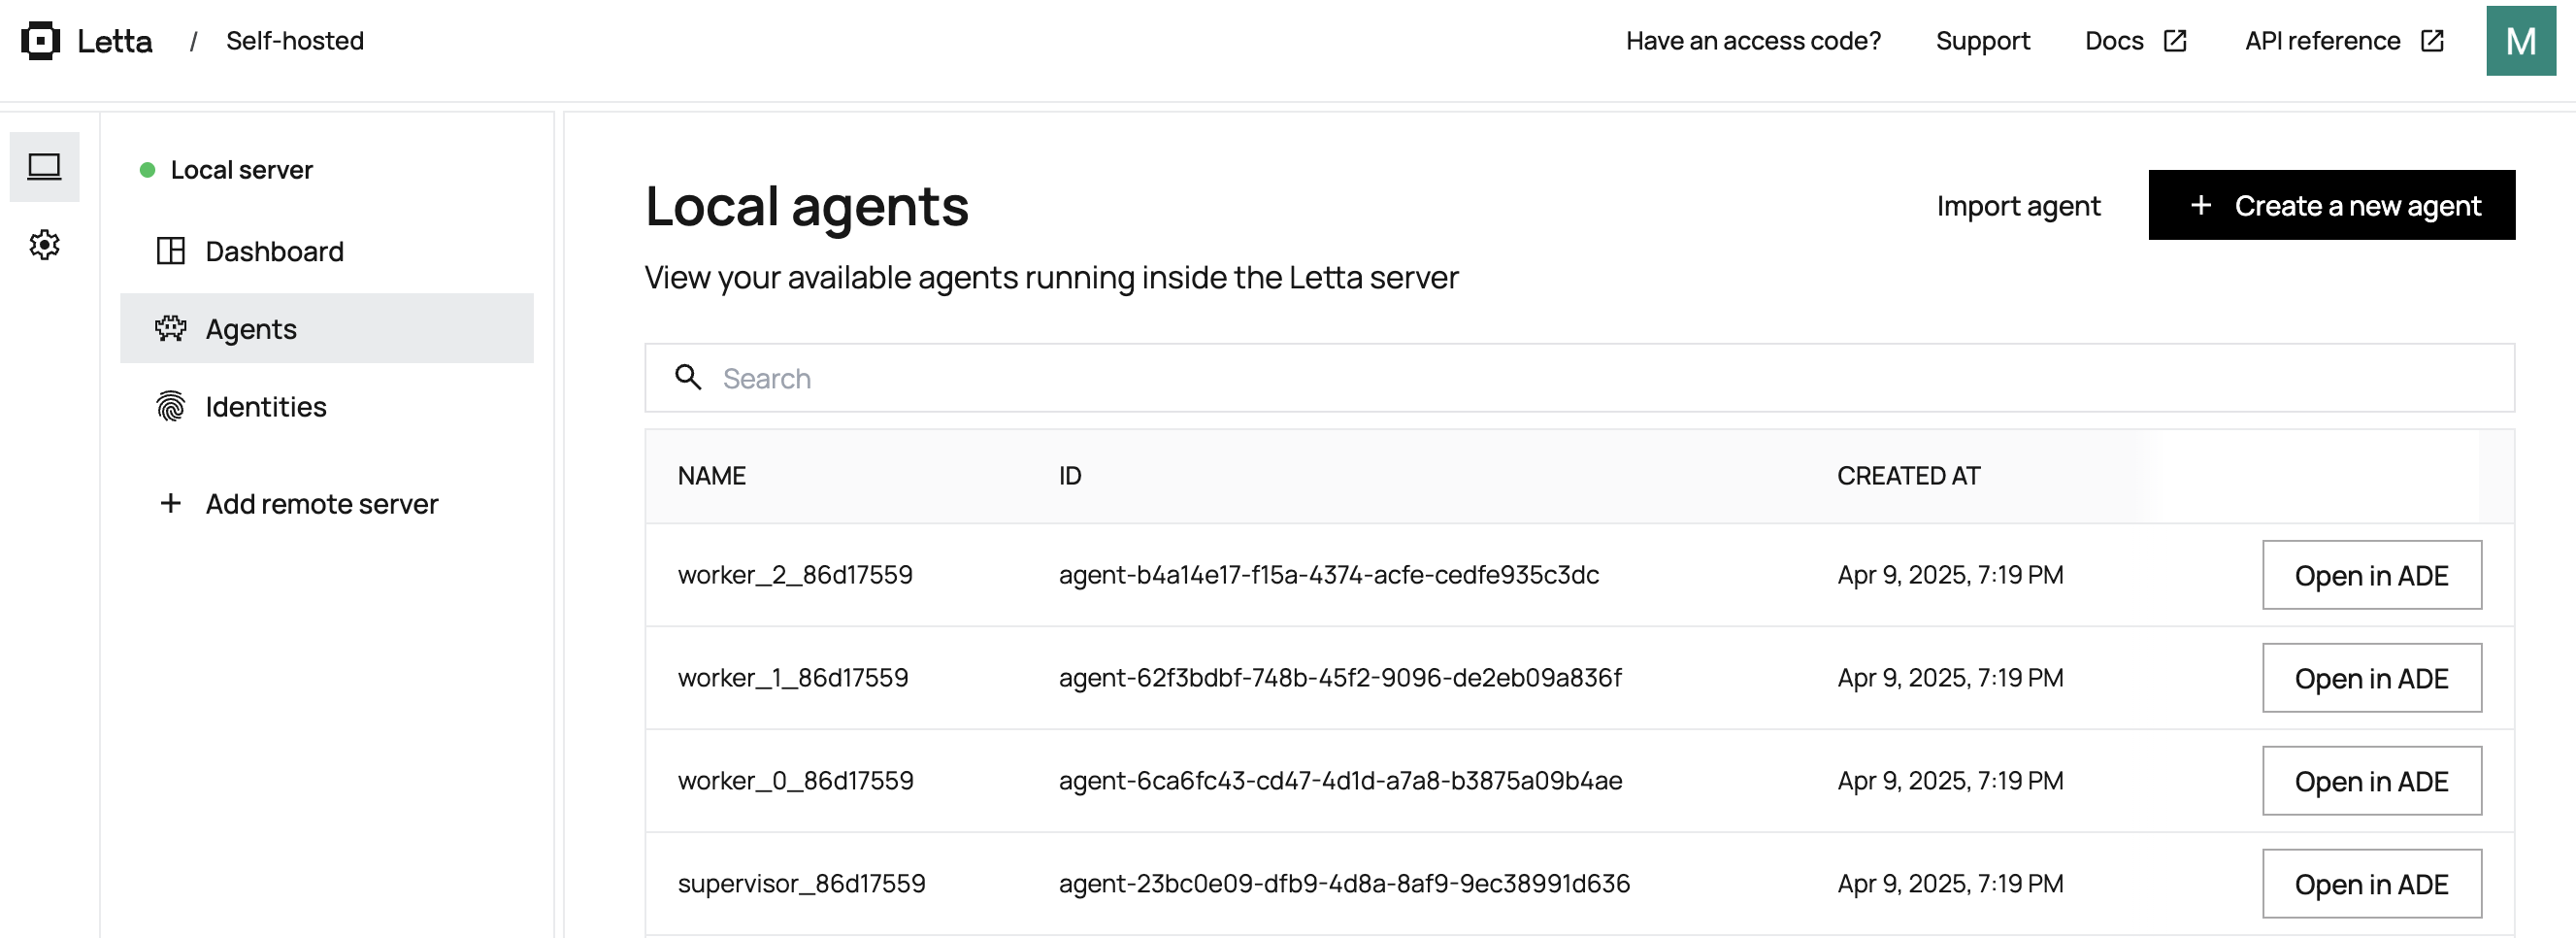 Letta / Self-hosted Have an access code? Support Docs API reference M
Local server
Dashboard
Agents
Identities
+ Add remote server
Local agents
Import agent
+ Create a new agent
View your available agents running inside the Letta server
Search
NAME ID CREATED AT
worker_2_86d17559 agent-b4a14e17-f15a-4374-acfe-cedfe935c3dc Apr 9, 2025, 7:19 PM Open in ADE
worker_1_86d17559 agent-62f3bdbf-748b-45f2-9096-de2eb09a836f Apr 9, 2025, 7:19 PM Open in ADE
worker_0_86d17559 agent-6ca6fc43-cd47-4d1d-a7a8-b3875a09b4ae Apr 9, 2025, 7:19 PM Open in ADE
supervisor_86d17559 agent-23bc0e09-dfb9-4d8a-8af9-9ec38991d636 Apr 9, 2025, 7:19 PM Open in ADE